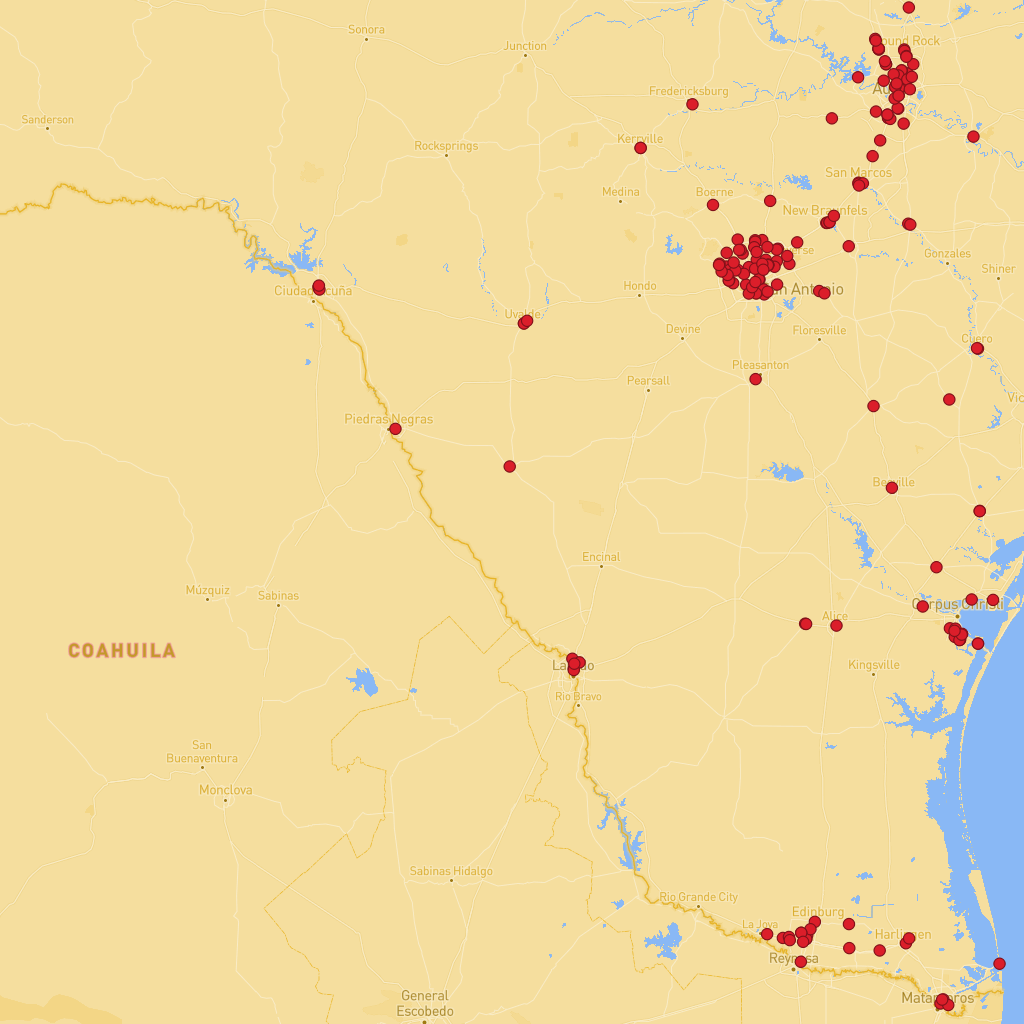 Sonora
Junction
Round Rock
Fredericksburg
Sanderson
Kerrville
Rocksprings
San Marcos
Medina
Boerne
New Braunfels
Gonzales
Shiner
Ciudad Acuña
Hondo
San Antonio
Uvalde
Devine
Floresville
Cuero
Pleasanton
Pearsall
Piedras Negras
Beeville
Encinal
Múzquiz
Sabinas
Corpus Christi
Alice
COAHUILA
Laredo
Kingsville
Rio Bravo
San
Buenaventura
Monclova
Sabinas Hidalgo
Rio Grande City
Edinburg
La Joya
Harlingen
Reynosa
General
Escobedo
Matamoros